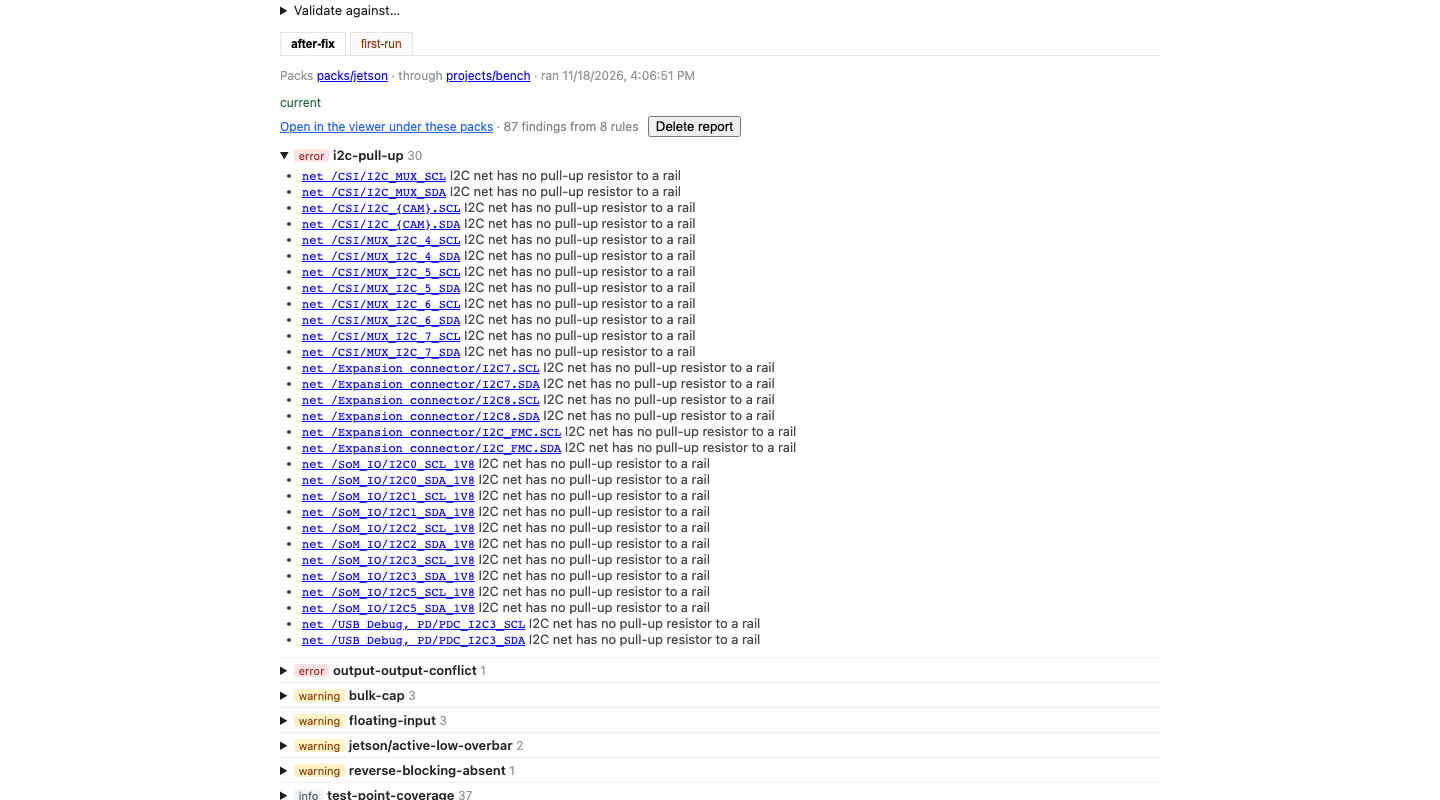 Validate against...
after-fix first-run
Packs packs/jetson · through projects/bench · ran 11/18/2026, 4:06:51 PM
current
Open in the viewer under these packs · 87 findings from 8 rules Delete report
error i2c-pull-up 30
net /CSI/I2C_MUX_SCL I2C net has no pull-up resistor to a rail
net /CSI/I2C_MUX_SDA I2C net has no pull-up resistor to a rail
net /CSI/I2C_{CAM}.SCL I2C net has no pull-up resistor to a rail
net /CSI/I2C_{CAM}.SDA I2C net has no pull-up resistor to a rail
net /CSI/MUX_I2C_4_SCL I2C net has no pull-up resistor to a rail
net /CSI/MUX_I2C_4_SDA I2C net has no pull-up resistor to a rail
net /CSI/MUX_I2C_5_SCL I2C net has no pull-up resistor to a rail
net /CSI/MUX_I2C_5_SDA I2C net has no pull-up resistor to a rail
net /CSI/MUX_I2C_6_SCL I2C net has no pull-up resistor to a rail
net /CSI/MUX_I2C_6_SDA I2C net has no pull-up resistor to a rail
net /CSI/MUX_I2C_7_SCL I2C net has no pull-up resistor to a rail
net /CSI/MUX_I2C_7_SDA I2C net has no pull-up resistor to a rail
net /Expansion connector/I2C7.SCL I2C net has no pull-up resistor to a rail
net /Expansion connector/I2C7.SDA I2C net has no pull-up resistor to a rail
net /Expansion connector/I2C8.SCL I2C net has no pull-up resistor to a rail
net /Expansion connector/I2C8.SDA I2C net has no pull-up resistor to a rail
net /Expansion connector/I2C_FMC.SCL I2C net has no pull-up resistor to a rail
net /Expansion connector/I2C_FMC.SDA I2C net has no pull-up resistor to a rail
net /SoM_IO/I2C0_SCL_1V8 I2C net has no pull-up resistor to a rail
net /SoM_IO/I2C0_SDA_1V8 I2C net has no pull-up resistor to a rail
net /SoM_IO/I2C1_SCL_1V8 I2C net has no pull-up resistor to a rail
net /SoM_IO/I2C1_SDA_1V8 I2C net has no pull-up resistor to a rail
net /SoM_IO/I2C2_SCL_1V8 I2C net has no pull-up resistor to a rail
net /SoM_IO/I2C2_SDA_1V8 I2C net has no pull-up resistor to a rail
net /SoM_IO/I2C3_SCL_1V8 I2C net has no pull-up resistor to a rail
net /SoM_IO/I2C3_SDA_1V8 I2C net has no pull-up resistor to a rail
net /SoM_IO/I2C5_SCL_1V8 I2C net has no pull-up resistor to a rail
net /SoM_IO/I2C5_SDA_1V8 I2C net has no pull-up resistor to a rail
net /USB Debug, PD/PDC_I2C3_SCL I2C net has no pull-up resistor to a rail
net /USB Debug, PD/PDC_I2C3_SDA I2C net has no pull-up resistor to a rail
error output-output-conflict 1
warning bulk-cap 3
warning floating-input 3
warning jetson/active-low-overbar 2
warning reverse-blocking-absent 1
info test-point-coverage 37